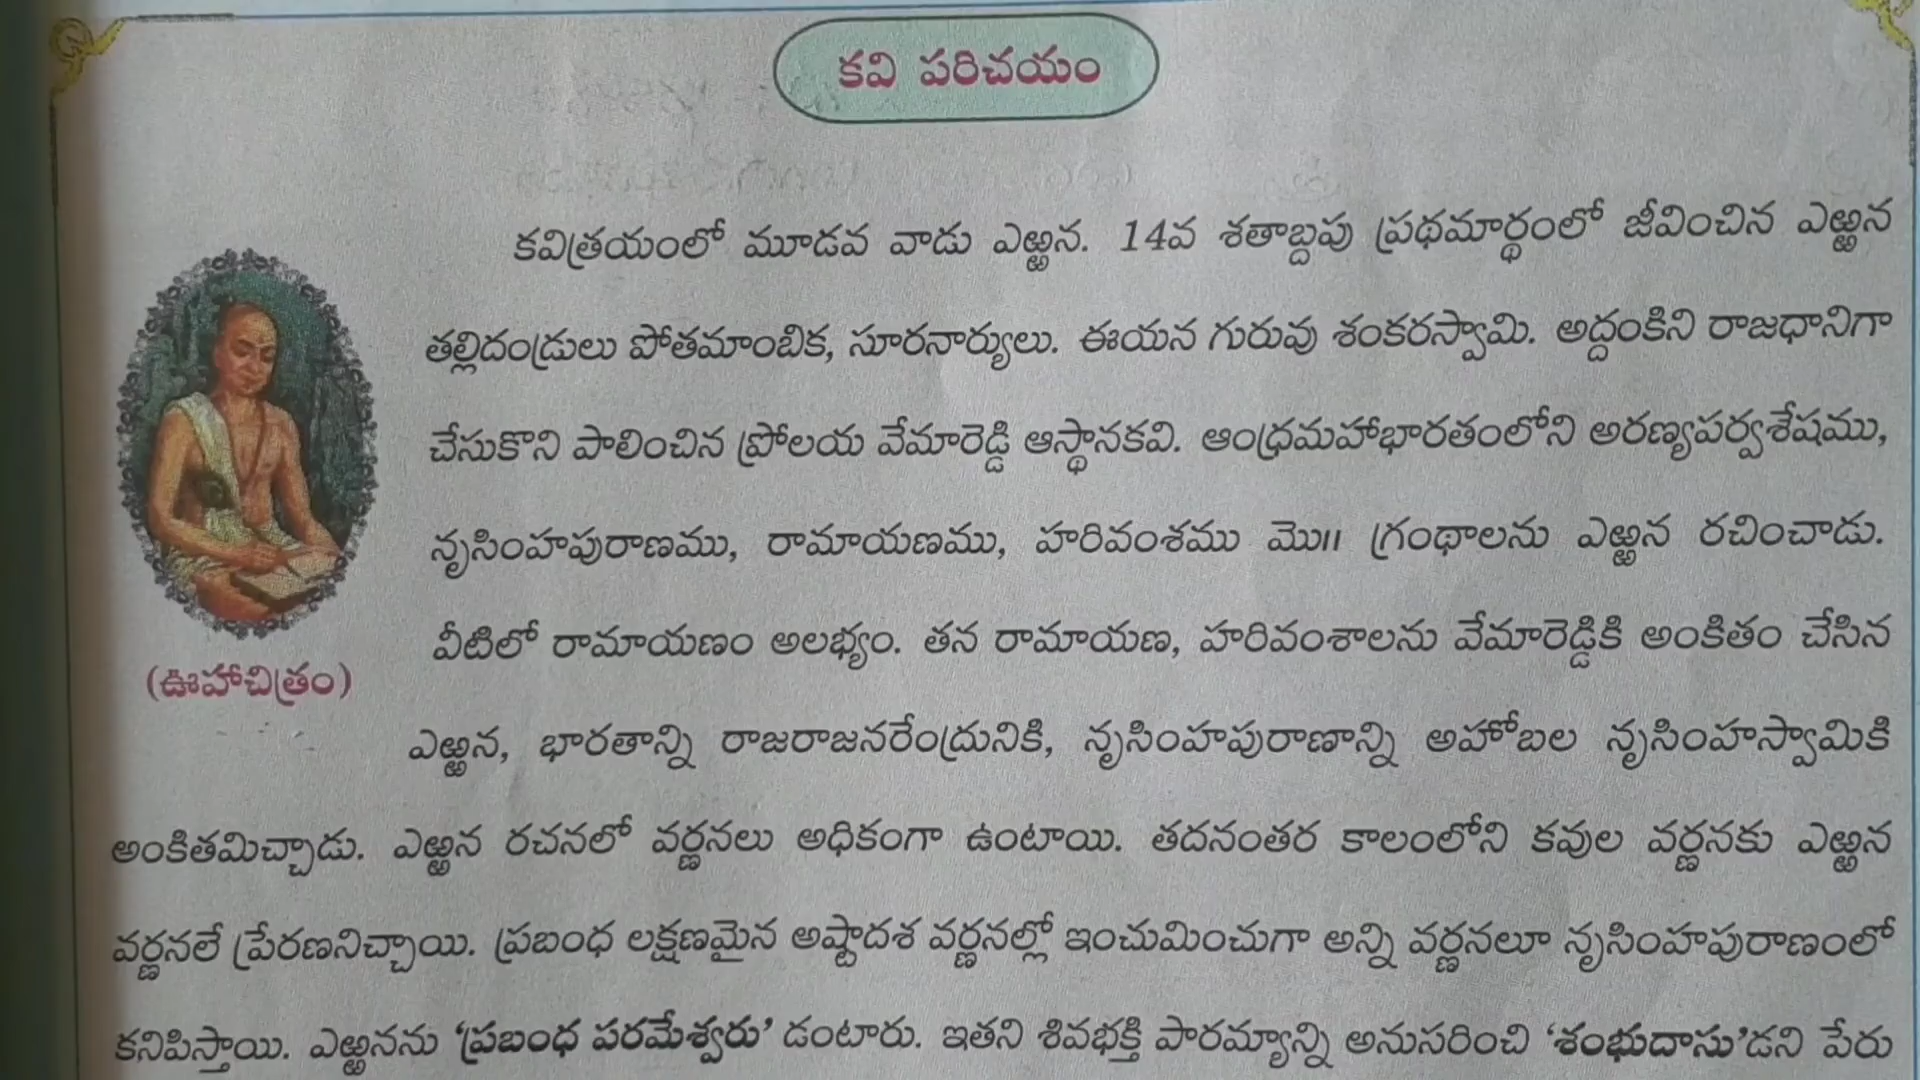 కవి పరిచయం
కవిత్రయంలో మూడవ వాడు ఎఱ్ఱన. 14వ శతాబ్దపు ప్రథమార్థంలో జీవించిన ఎఱ్ఱన
తల్లిదండ్రులు పోతమాంబిక, సూరనార్యులు. ఈయన గురువు శంకరస్వామి. అద్దంకిని రాజధానిగా
చేసుకొని పాలించిన ప్రోలయ వేమారెడ్డి ఆస్థానకవి. ఆంధ్రమహాభారతంలోని అరణ్యపర్వశేషము,
నృసింహపురాణము, రామాయణము, హరివంశము మొ॥ గ్రంథాలను ఎఱ్ఱన రచించాడు.
వీటిలో రామాయణం అలభ్యం. తన రామాయణ, హరివంశాలను వేమారెడ్డికి అంకితం చేసిన
(ఊహాచిత్రం)
ఎఱ్ఱన, భారతాన్ని రాజరాజనరేంద్రునికి, నృసింహపురాణాన్ని అహోబల నృసింహస్వామికి
అంకితమిచ్చాడు. ఎఱ్ఱన రచనలో వర్ణనలు అధికంగా ఉంటాయి. తదనంతర కాలంలోని కవుల వర్ణనకు ఎఱ్ఱన
వర్ణనలే ప్రేరణనిచ్చాయి. ప్రబంధ లక్షణమైన అష్టాదశ వర్ణనల్లో ఇంచుమించుగా అన్ని వర్ణనలూ నృసింహపురాణంలో
కనిపిస్తాయి. ఎఱ్ఱనను ‘ప్రబంధ పరమేశ్వరు’ డంటారు. ఇతని శివభక్తి పారమ్యాన్ని అనుసరించి ‘శంభుదాసు’డని పేరు